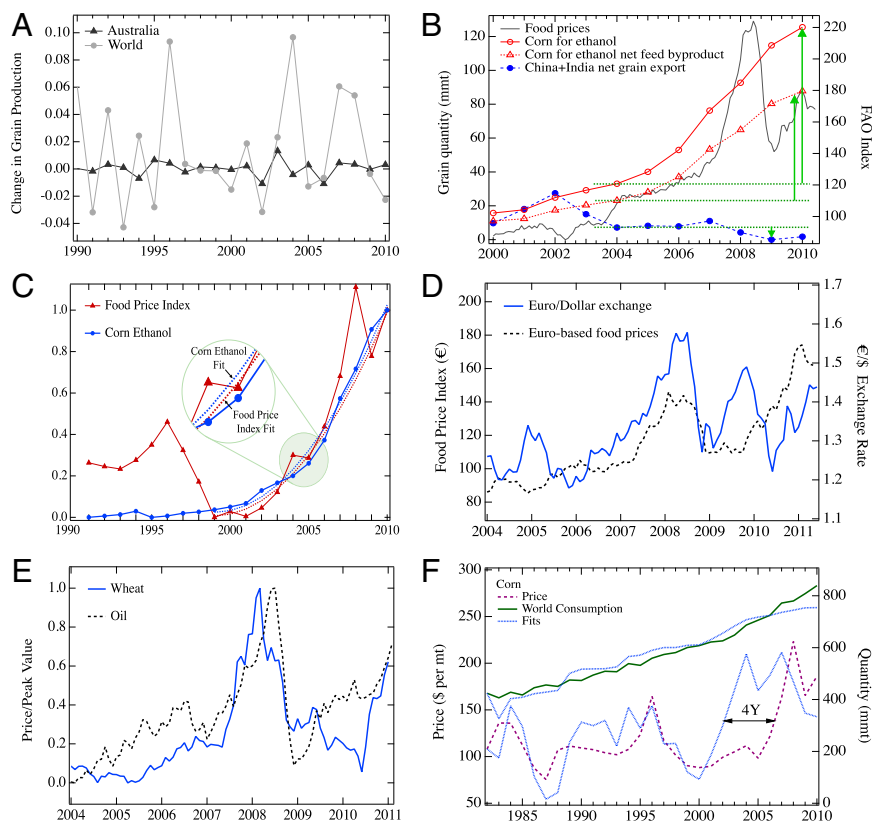 A
Australia
World
Change in Grain Production
0.10
0.08
0.06
0.04
0.02
0.00
-0.02
-0.04
1990
1995
2000
2005
2010
B
Food prices
Corn for ethanol
Corn for ethanol net feed byproduct
China+India net grain export
Grain quantity (mmt)
120
100
80
60
40
20
0
FAO Index
220
200
180
160
140
120
100
2000
2002
2004
2006
2008
2010
C
Food Price Index
Corn Ethanol
Corn Ethanol
Fit
Food Price
Index Fit
1.0
0.8
0.6
0.4
0.2
0.0
1990
1995
2000
2005
2010
D
Euro/Dollar exchange
Euro-based food prices
Food Price Index (€)
200
180
160
140
120
100
80
€/$ Exchange Rate
1.7
1.6
1.5
1.4
1.3
1.2
1.1
2004
2005
2006
2007
2008
2009
2010
2011
E
Wheat
Oil
Price/Peak Value
1.0
0.8
0.6
0.4
0.2
0.0
2004
2005
2006
2007
2008
2009
2010
2011
F
Corn
Price
World Consumption
Fits
4Y
Price ($ per mt)
300
250
200
150
100
50
Quantity (mmt)
800
600
400
200
0
1985
1990
1995
2000
2005
2010